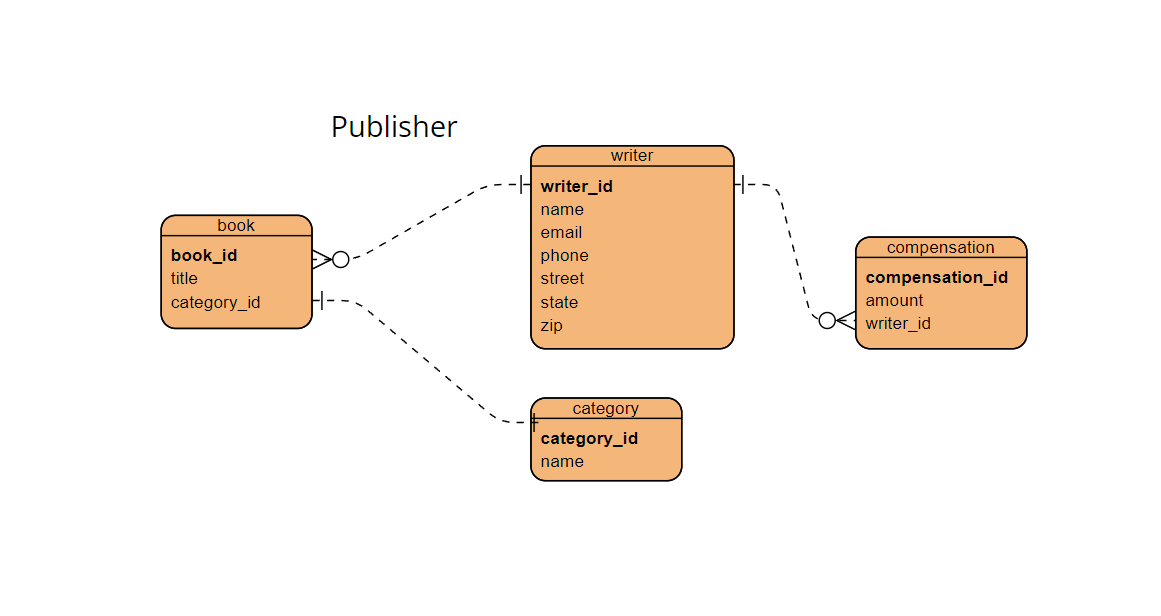 Publisher
book
book_id
title
category_id
writer
writer_id
name
email
phone
street
state
zip
category
category_id
name
compensation
compensation_id
amount
writer_id